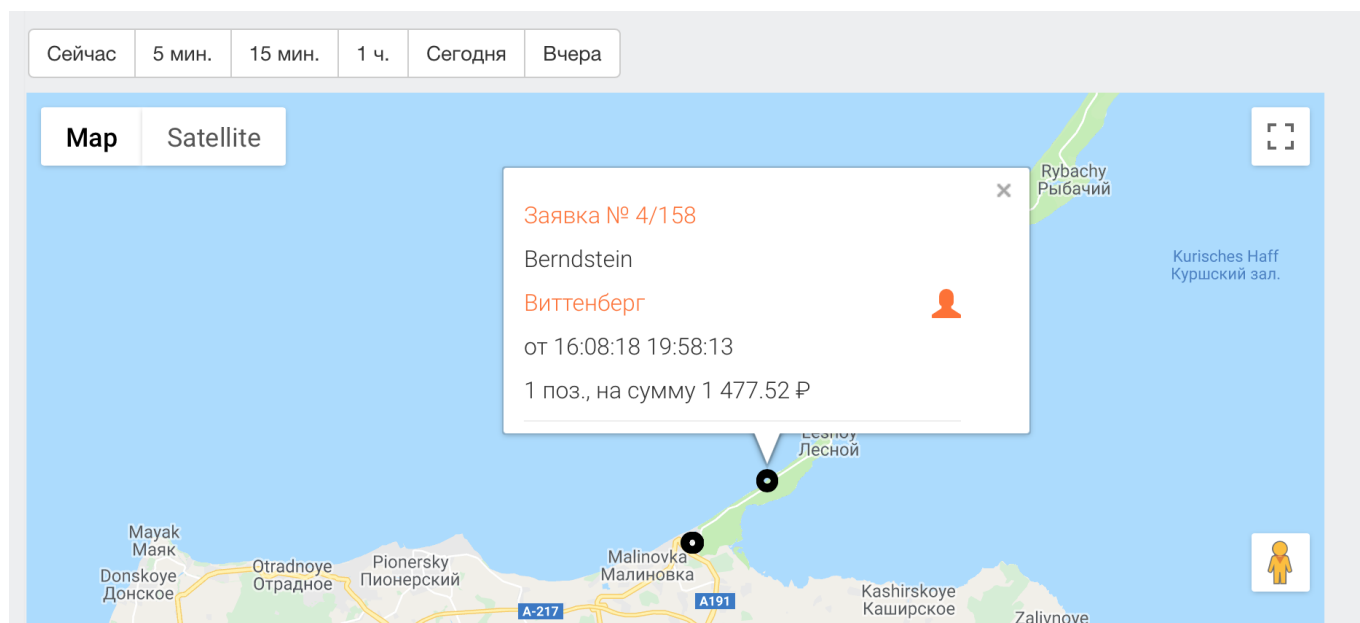 Сейчас 5 мин. 15 мин. 1 ч. Сегодня Вчера
Map Satellite
Rybachy
Рыбачий
Заявка № 4/158
Berndstein
Виттенберг
от 16:08:18 19:58:13
1 поз., на сумму 1 477.52 ₽
Kurisches Haff
Куршский зал.
Lesnoy
Лесной
Mayak
Маяк
Donskoye
Донское
Otradnoye
Отрадное
Pionersky
Пионерский
Malinovka
Малиновка
A-217
A191
Kashirskoye
Каширское
Zalivnoye